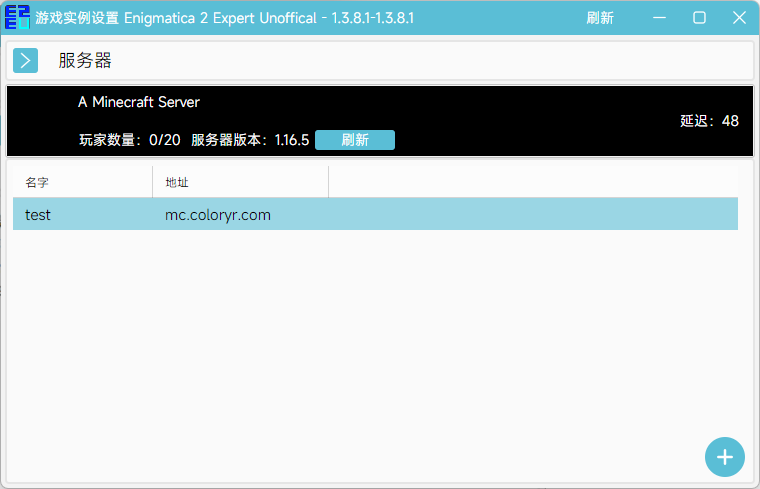 游戏实例设置 Enigmatica 2 Expert Unoffical - 1.3.8.1-1.3.8.1 刷新
服务器
A Minecraft Server
延迟：48
玩家数量：0/20 服务器版本：1.16.5 刷新
名字 地址
test mc.coloryr.com